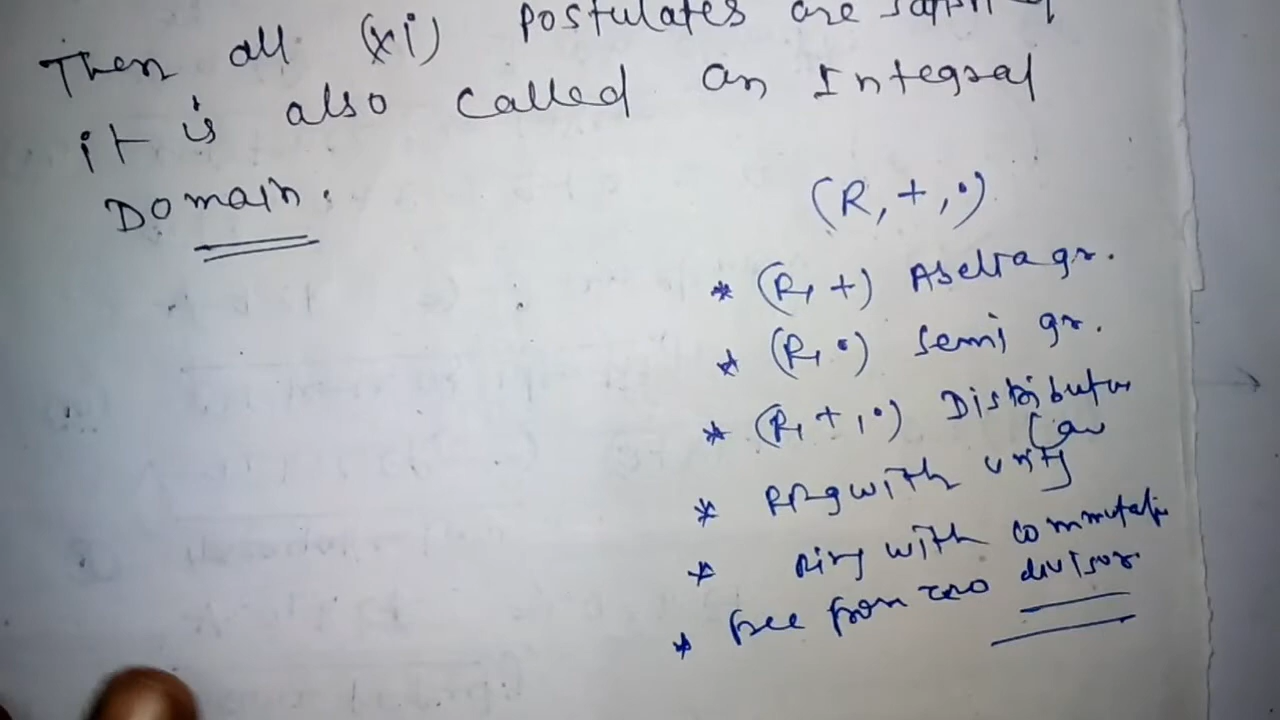 Then all (xi) postulates are
it is also called an Integral
Domain.
(R, +, •)
* (R, +) Abelian gr.
* (R, •) Semi gr.
* (R, +, •) Distributive
Law
* Ring with unity
* Ring with commutativ
* free from zero divisor